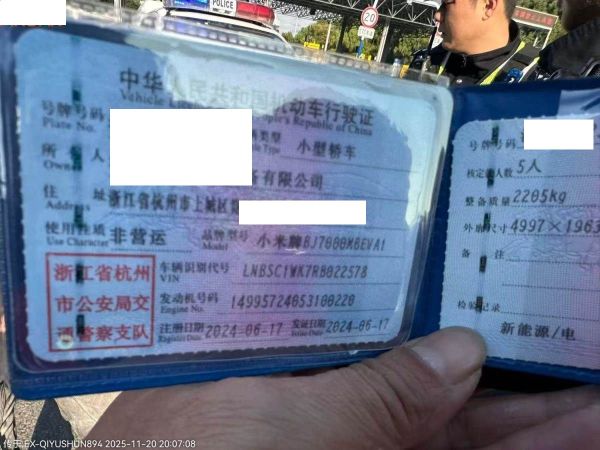 POLICE
20
中华人民共和国机动车行驶证
Vehicle People's Republic of China
号牌号码
Plate No.
类型
Type
小型轿车
所 人
Owner
备有限公司
住 址
Address
浙江省杭州市上城区
使用性质
Use Character
非营运
品牌型号
Model
小米牌BJ7000M6EVA1
浙江省杭州
市公安局交
通警察支队
车辆识别代号
VIN
LNBSC1WK7RB022578
发动机号码
Engine No.
14995724053100220
注册日期
Register Date
2024-06-17
发证日期
Issue Date
2024-06-17
号牌号码
核定人数
5人
整备质量
2205kg
外廓尺寸
4997×1963
备 注
检验记录
新能源/电
EX-QIYUSHUN894 2025-11-20 20:07:08